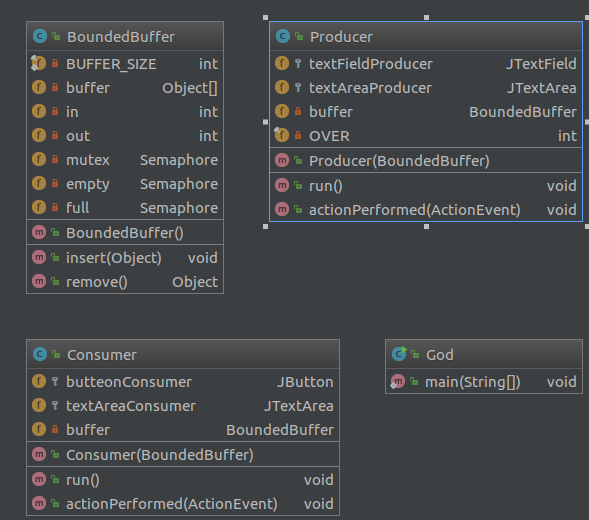 BoundedBuffer
BUFFER_SIZE int
buffer Object[]
in int
out int
mutex Semaphore
empty Semaphore
full Semaphore
BoundedBuffer()
insert(Object) void
remove() Object
Producer
textFieldProducer JTextField
textAreaProducer JTextArea
buffer BoundedBuffer
OVER int
Producer(BoundedBuffer)
run() void
actionPerformed(ActionEvent) void
Consumer
butteonConsumer JButton
textAreaConsumer JTextArea
buffer BoundedBuffer
Consumer(BoundedBuffer)
run() void
actionPerformed(ActionEvent) void
God
main(String[]) void